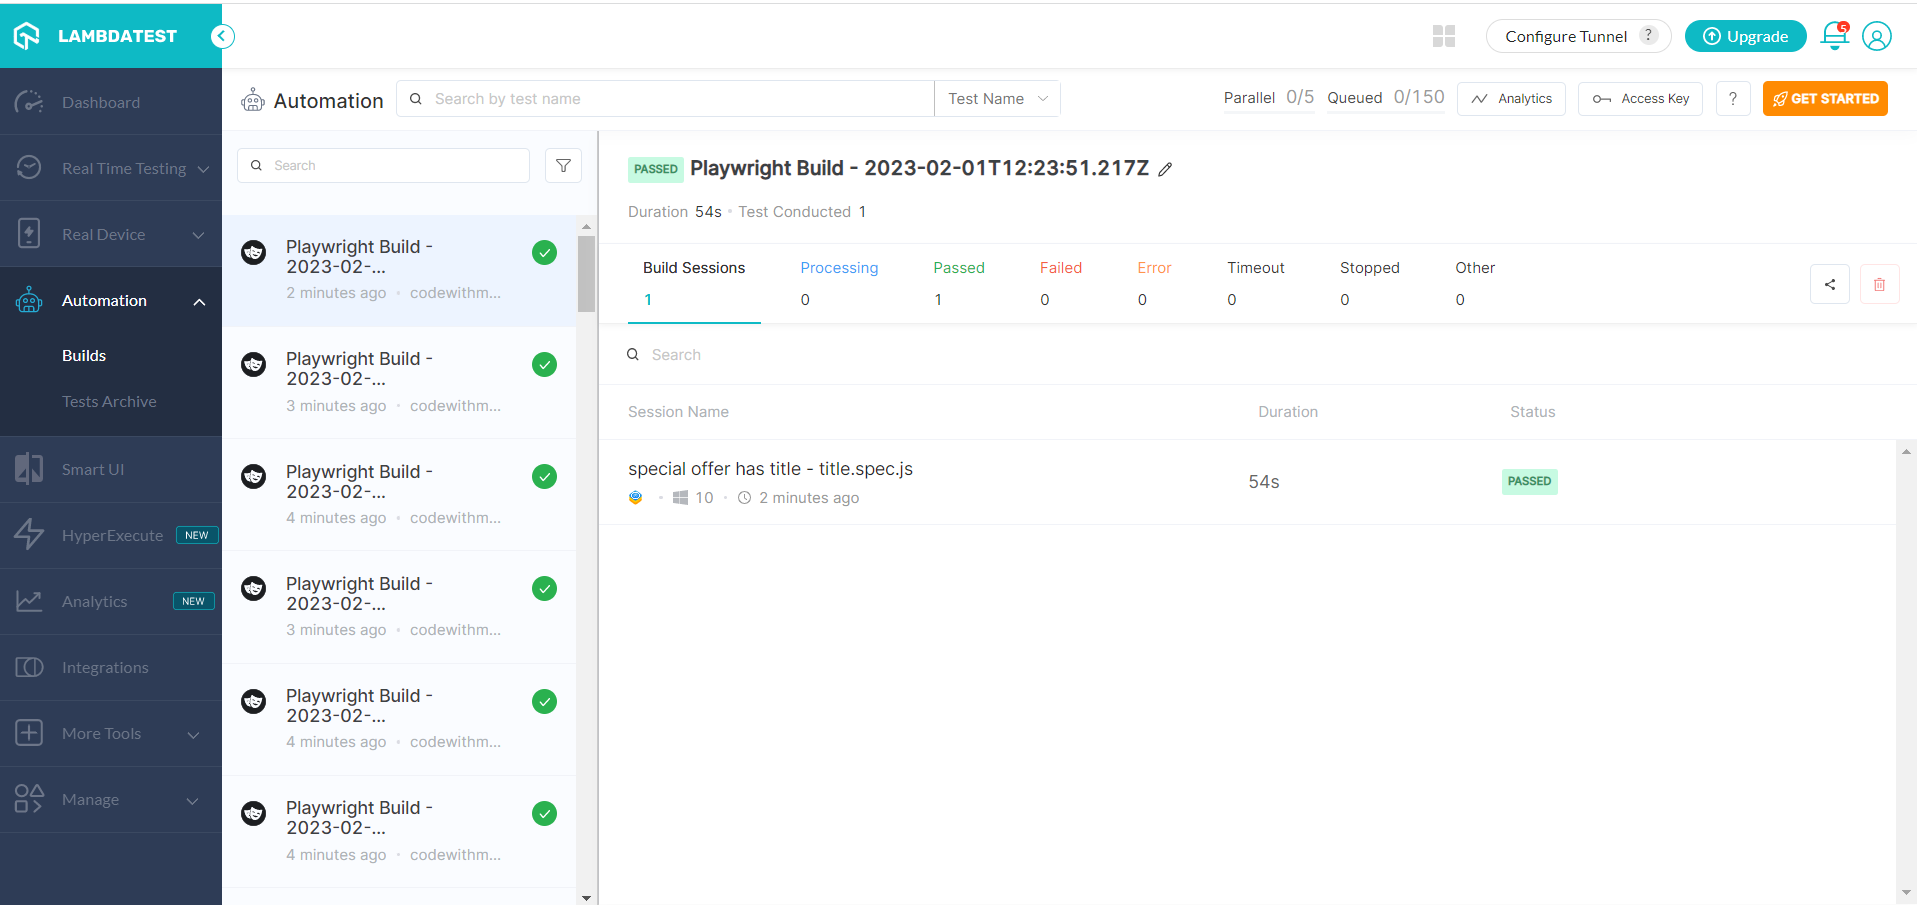 LAMBDATEST
Configure Tunnel ?
Upgrade
5
Dashboard
Real Time Testing
Real Device
Automation
Builds
Tests Archive
Smart UI
HyperExecute NEW
Analytics NEW
Integrations
More Tools
Manage
Automation
Search by test name
Test Name
Parallel 0/5
Queued 0/150
Analytics
Access Key
?
GET STARTED
Search
Playwright Build -
2023-02-...
2 minutes ago • codewithm...
Playwright Build -
2023-02-...
3 minutes ago • codewithm...
Playwright Build -
2023-02-...
4 minutes ago • codewithm...
Playwright Build -
2023-02-...
3 minutes ago • codewithm...
Playwright Build -
2023-02-...
4 minutes ago • codewithm...
Playwright Build -
2023-02-...
4 minutes ago • codewithm...
PASSED Playwright Build - 2023-02-01T12:23:51.217Z
Duration 54s • Test Conducted 1
Build Sessions Processing Passed Failed Error Timeout Stopped Other
1 0 1 0 0 0 0 0
Search
Session Name Duration Status
special offer has title - title.spec.js 54s PASSED
• 10 • 2 minutes ago